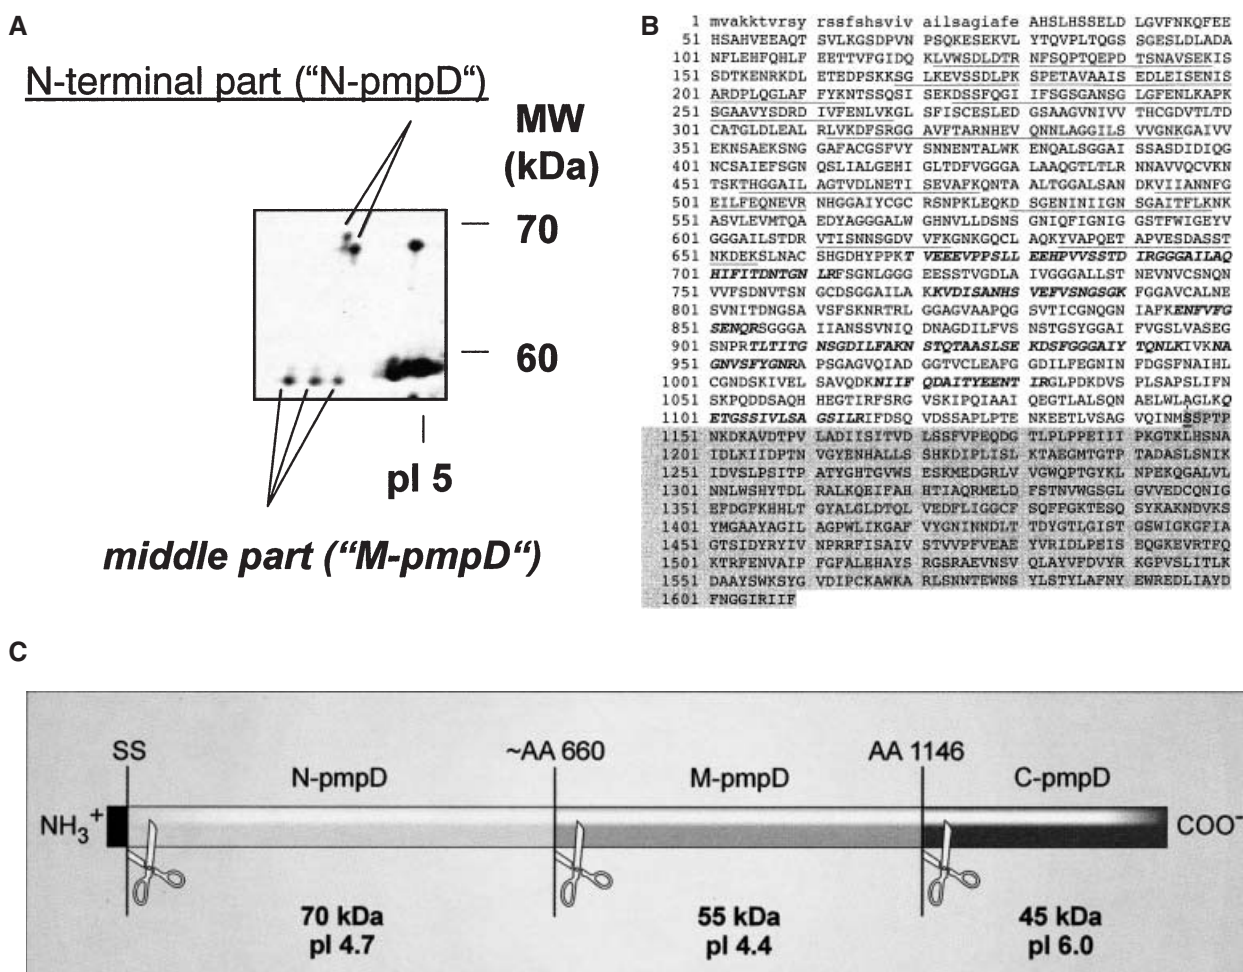 A
N-terminal part ("N-pmpD")
MW
(kDa)
70
60
pI 5
middle part ("M-pmpD")
B
1 mvakktvrsy rssfshsviv ailsagiafe AHSLHSSELD LGVFNKQFEE
51 HSAHVEEAQT SVLKGSDPVN PSQKESEKVL YTQVPLTQGS SGESLDLADA
101 NFLEHFQHLF EETTVFGIDQ KLVWSDLDTR NFSQPTQEPD TSNAVSEKIS
151 SDTKENRKDL ETEDPSKKSG LKEVSSDLPK SPETAVAAIS EDLEISENIS
201 ARDPLQGLAF FYKNTSSQSI SEKDSSFQGI IFSGSGANSG LGFENLKAPK
251 SGAAVYSDRD IVFENLVKGL SFISCESLED GSAAGVNIVV THCGDVTLTD
301 CATGLDLEAL RLVKDFSRGG AVFTARNHEV QNNLAGGILS VVGNKGAIVV
351 EKNSAEKSNG GAFACGSFVY SNNENTALWK ENQALSGGAI SSASDIDIQG
401 NCSAIEFSGN QSLIALGEHI GLTDFVGGGA LAAQGTLTLR NNAVVQCVKN
451 TSKTHGGAIL AGTVDLNETI SEVAFKQNTA ALTGGALSAN DKVIIANNFG
501 EILFEQNEVR NHGGAIYCGC RSNPKLEQKD SGENINIIGN SGAITFLKNK
551 ASVLEVMTQA EDYAGGGALW GHNVLLDSNS GNIQFIGNIG GSTFWIGEYV
601 GGGAILSTDR VTISNNSGDV VFKGNKGQCL AQKYVAPQET APVESDASST
651 NKDEKSLNAC SHGDHYPPKT VEEEVPPSLL EEHPVVSSTD IRGGGAILAQ
701 HIFITDNTGN LRFSGNLGGG EESSTVGDLA IVGGGALLST NEVNVCSNQN
751 VVFSDNVTSN GCDSGGAILA KKVDISANHS VEFVSNGSGK FGGAVCALNE
801 SVNITDNGSA VSFSKNRTRL GGAGVAAPQG SVTICGNQGN IAFKENFVFG
851 SENQRSGGGA IIANSSVNIQ DNAGDILFVS NSTGSYGGAI FVGSLVASEG
901 SNPRTLTITG NSGDILFAKN STQTAASLSE KDSFGGGAIY TQNLKIVKNA
951 GNVSFYGNRA PSGAGVQIAD GGTVCLEAFG GDILFEGNIN FDGSFNAIHL
1001 CGNDSKIVEL SAVQDKNIIF QDAITYEENT IRGLPDKDVS PLSAPSLIFN
1051 SKPQDDSAQH HEGTIRFSRG VSKIPQIAAI QEGTLALSQN AELWLAGLKQ
1101 ETGSSIVLSA GSILRIFDSQ VDSSAPLPTE NKEETLVSAG VQINMSSPTP
1151 NKDKAVDTPV LADIISITVD LSSFVPEQDG TLPLPPEIII PKGTKLHSNA
1201 IDLKIIDPTN VGYENHALLS SHKDIPLISL KTAEGMTGTP TADASLSNIK
1251 IDVSLPSITP ATYGHTGVWS ESKMEDGRLV VGWQPTGYKL NPEKQGALVL
1301 NNLWSHYTDL RALKQEIFAH HTIAQRMELD FSTNVWGSGL GVVEDCQNIG
1351 EFDGFKHHLT GYALGLDTQL VEDFLIGGCF SQFFGKTESQ SYKAKNDVKS
1401 YMGAAYAGIL AGPWLIKGAF VYGNINNDLT TDYGTLGIST GSWIGKGFIA
1451 GTSIDYRYIV NPRRFISAIV STVVPFVEAE YVRIDLPEIS EQGKEVRTFQ
1501 KTRFENVAIP FGFALEHAYS RGSRAEVNSV QLAYVFDVYR KGPVSLITLK
1551 DAAYSWKSYG VDIPCKAWKA RLSNNTEWNS YLSTYLAFNY EWREDLIAYD
1601 FNGGIRIIF
C
SS ~AA 660 AA 1146
N-pmpD M-pmpD C-pmpD
NH3+ COO-
70 kDa 55 kDa 45 kDa
pI 4.7 pI 4.4 pI 6.0